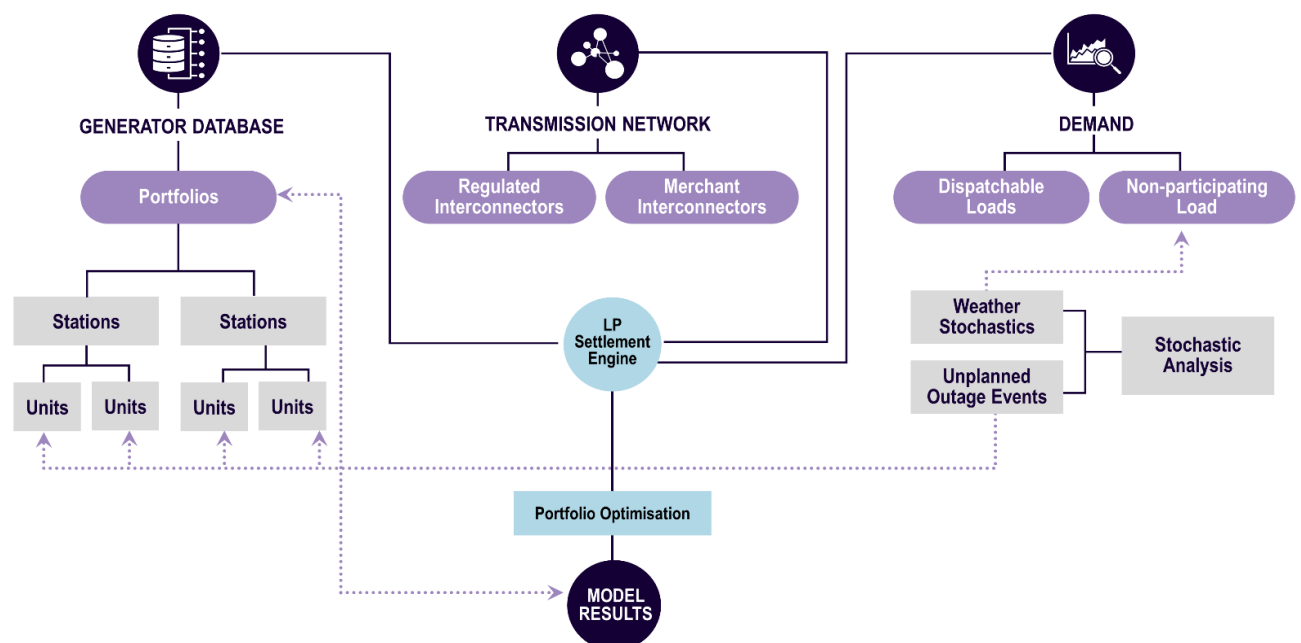 GENERATOR DATABASE
TRANSMISSION NETWORK
DEMAND
Portfolios
Regulated
Interconnectors
Merchant
Interconnectors
Dispatchable
Loads
Non-participating
Load
Stations
Stations
LP
Settlement
Engine
Weather
Stochastics
Stochastic
Analysis
Unplanned
Outage Events
Units
Units
Units
Units
Portfolio Optimisation
MODEL
RESULTS